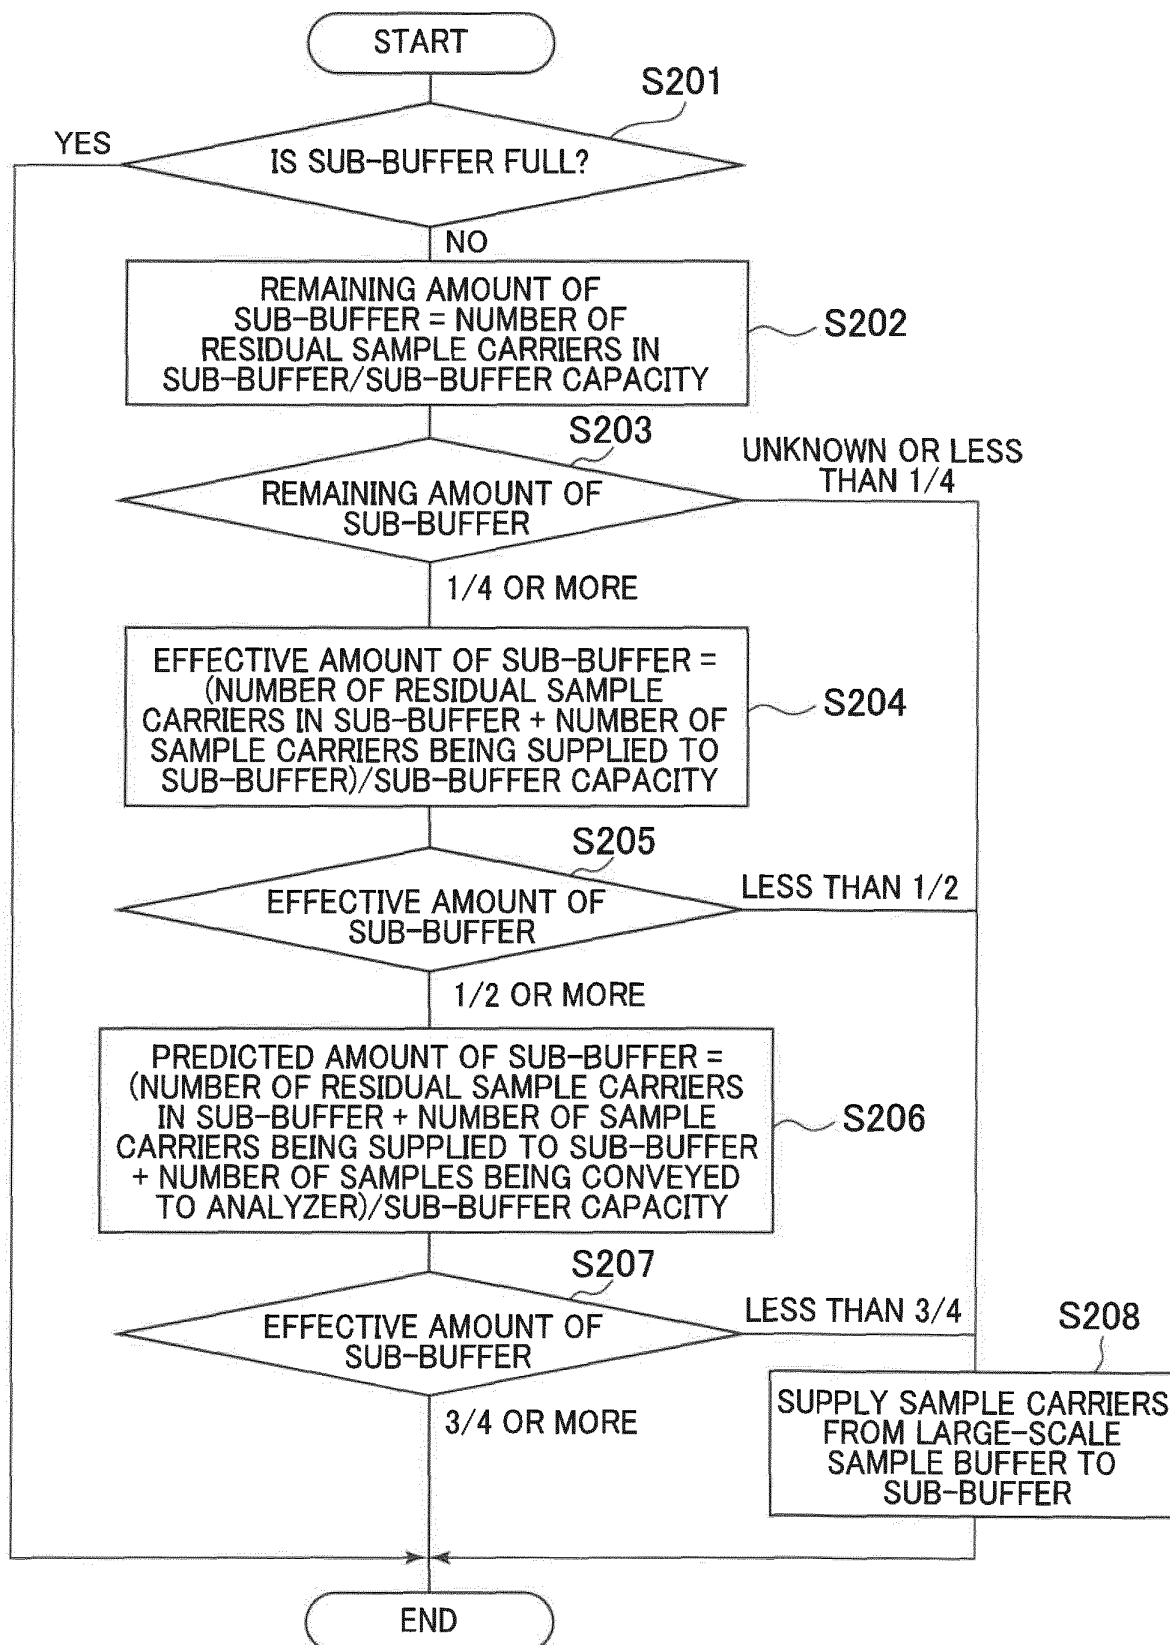 START
S201
YES
IS SUB-BUFFER FULL?
NO
REMAINING AMOUNT OF
SUB-BUFFER = NUMBER OF
RESIDUAL SAMPLE CARRIERS IN
SUB-BUFFER/SUB-BUFFER CAPACITY
S202
S203
UNKNOWN OR LESS
THAN 1/4
REMAINING AMOUNT OF
SUB-BUFFER
1/4 OR MORE
EFFECTIVE AMOUNT OF SUB-BUFFER =
(NUMBER OF RESIDUAL SAMPLE
CARRIERS IN SUB-BUFFER + NUMBER OF
SAMPLE CARRIERS BEING SUPPLIED TO
SUB-BUFFER)/SUB-BUFFER CAPACITY
S204
S205
LESS THAN 1/2
EFFECTIVE AMOUNT OF
SUB-BUFFER
1/2 OR MORE
PREDICTED AMOUNT OF SUB-BUFFER =
(NUMBER OF RESIDUAL SAMPLE CARRIERS
IN SUB-BUFFER + NUMBER OF SAMPLE
CARRIERS BEING SUPPLIED TO SUB-BUFFER
+ NUMBER OF SAMPLES BEING CONVEYED
TO ANALYZER)/SUB-BUFFER CAPACITY
S206
S207
LESS THAN 3/4
EFFECTIVE AMOUNT OF
SUB-BUFFER
3/4 OR MORE
S208
SUPPLY SAMPLE CARRIERS
FROM LARGE-SCALE
SAMPLE BUFFER TO
SUB-BUFFER
END